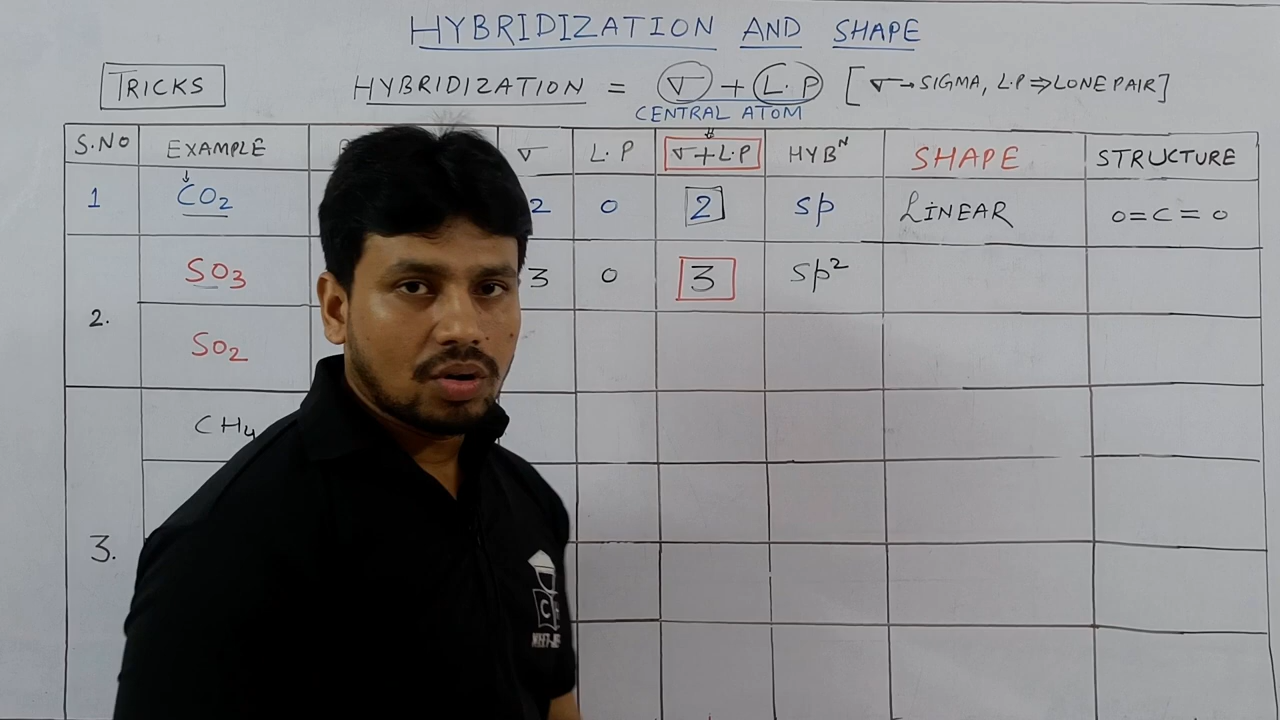 HYBRIDIZATION AND SHAPE
TRICKS
HYBRIDIZATION = σ + L.P [σ→SIGMA, L.P⇒LONE PAIR]
CENTRAL ATOM
S.NO EXAMPLE σ L.P σ+L.P HYBᴺ SHAPE STRUCTURE
1 CO₂ 2 0 2 sp LINEAR O=C=O
2. SO₃ 3 0 3 sp²
SO₂
CH₄
3.